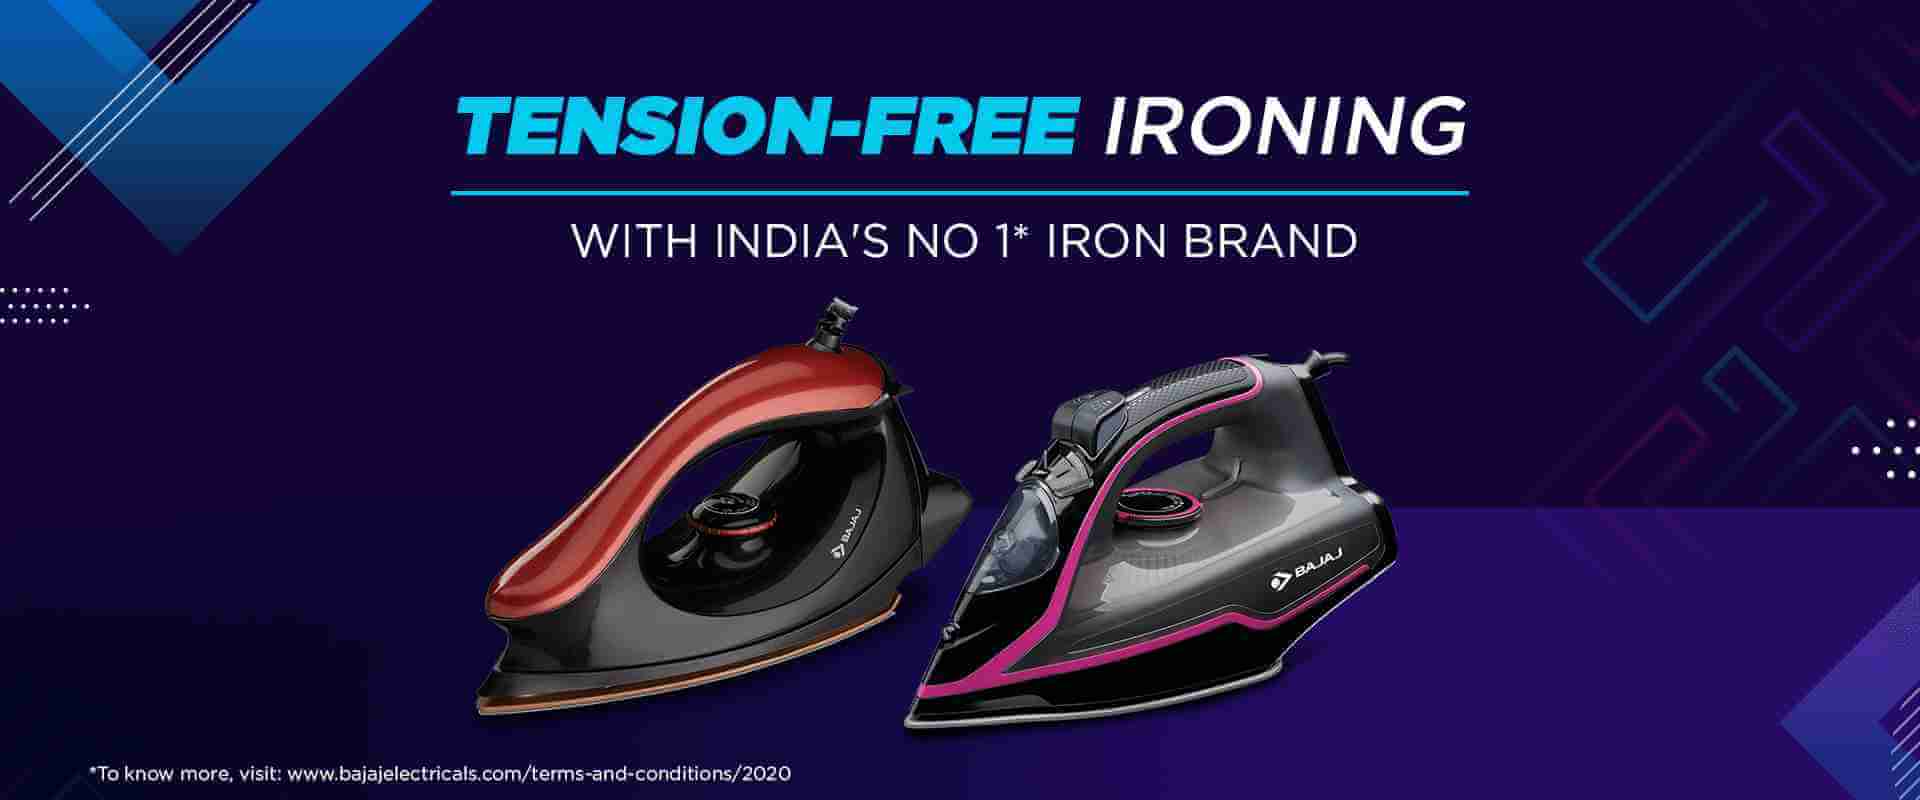 TENSION-FREE IRONING
WITH INDIA'S NO 1* IRON BRAND
BAJAJ
BAJAJ
*To know more, visit: www.bajajelectricals.com/terms-and-conditions/2020